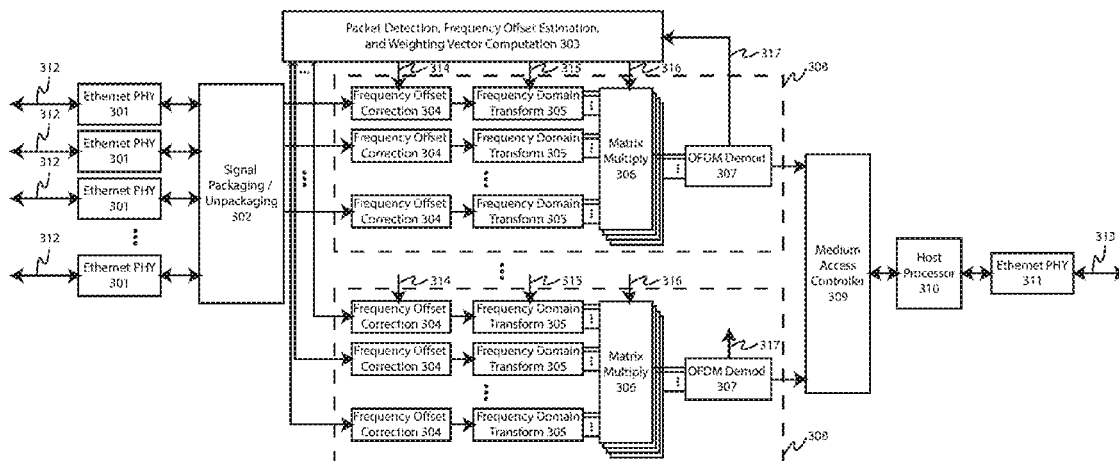 Packet Detection, Frequency Offset Estimation,
and Weighting Vector Computation 303
314
315
316
317
308
312
Ethernet PHY
301
312
Ethernet PHY
301
312
Ethernet PHY
301
312
Ethernet PHY
301
Signal
Packaging /
Unpackaging
302
Frequency Offset
Correction 304
Frequency Domain
Transform 305
Frequency Offset
Correction 304
Frequency Domain
Transform 305
Frequency Offset
Correction 304
Frequency Domain
Transform 305
Matrix
Multiply
306
OFDM Demod
307
314
315
316
Frequency Offset
Correction 304
Frequency Domain
Transform 305
Frequency Offset
Correction 304
Frequency Domain
Transform 305
Frequency Offset
Correction 304
Frequency Domain
Transform 305
Matrix
Multiply
306
317
OFDM Demod
307
308
Medium
Access
Controller
309
Host
Processor
310
Ethernet PHY
311
313